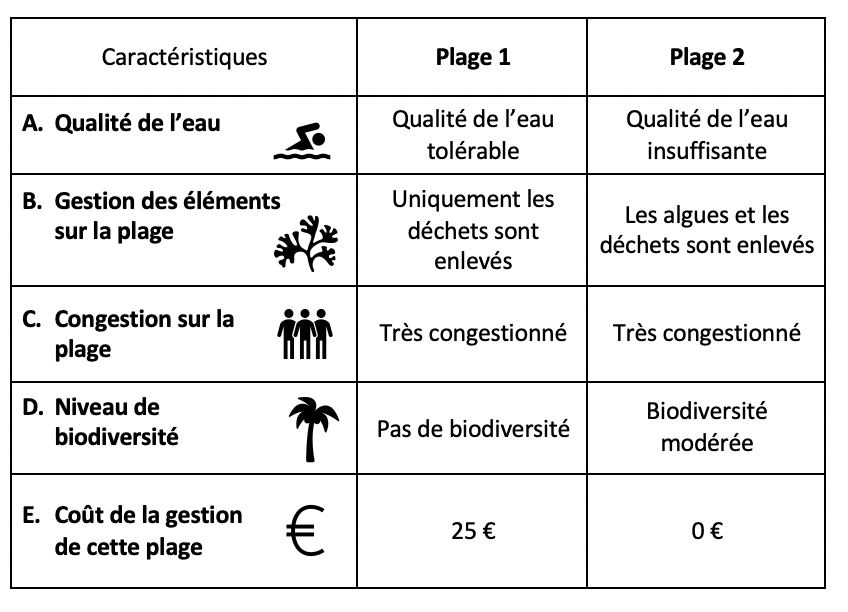 Caractéristiques
Plage 1
Plage 2
A. Qualité de l’eau
Qualité de l’eau
tolérable
Qualité de l’eau
insuffisante
B. Gestion des éléments
sur la plage
Uniquement les
déchets sont
enlevés
Les algues et les
déchets sont enlevés
C. Congestion sur la
plage
Très congestionné
Très congestionné
D. Niveau de
biodiversité
Pas de biodiversité
Biodiversité
modérée
E. Coût de la gestion
de cette plage
€
25 €
0 €